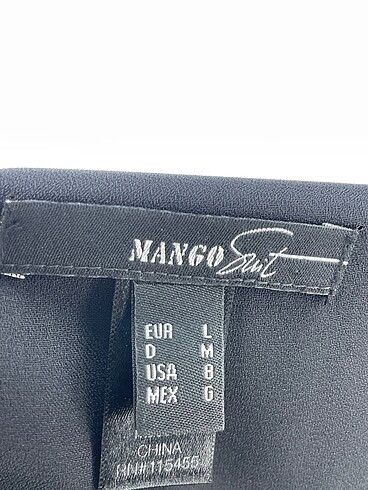 MANGO Suit
EUR L
D M
USA 8
MEX G
CHINA
RN#115455